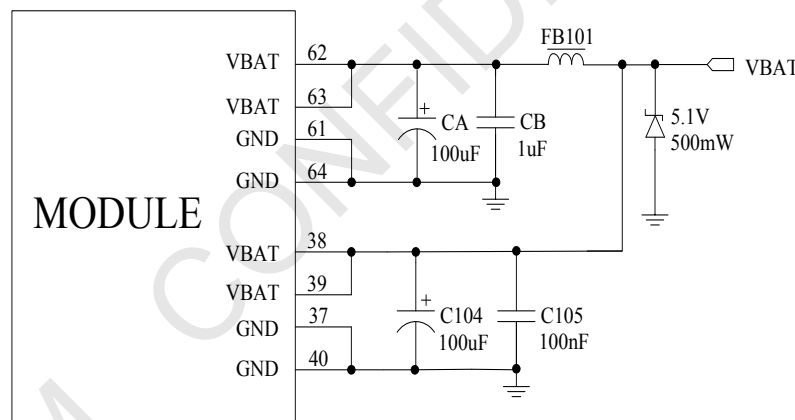 FB101
VBAT 62
VBAT
VBAT 63
GND 61
CA
100uF
CB
1uF
5.1V
500mW
GND 64
MODULE
VBAT 38
VBAT 39
GND 37
C104
100uF
C105
100nF
GND 40
CONFIDE